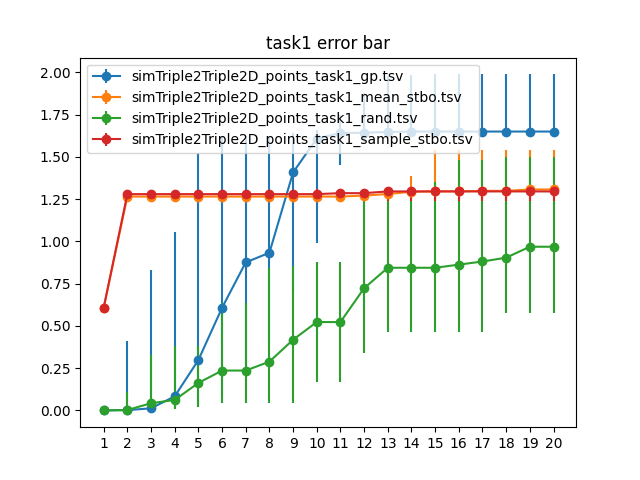 task1 error bar
simTriple2Triple2D_points_task1_gp.tsv
simTriple2Triple2D_points_task1_mean_stbo.tsv
simTriple2Triple2D_points_task1_rand.tsv
simTriple2Triple2D_points_task1_sample_stbo.tsv
2.00
1.75
1.50
1.25
1.00
0.75
0.50
0.25
0.00
1 2 3 4 5 6 7 8 9 10 11 12 13 14 15 16 17 18 19 20